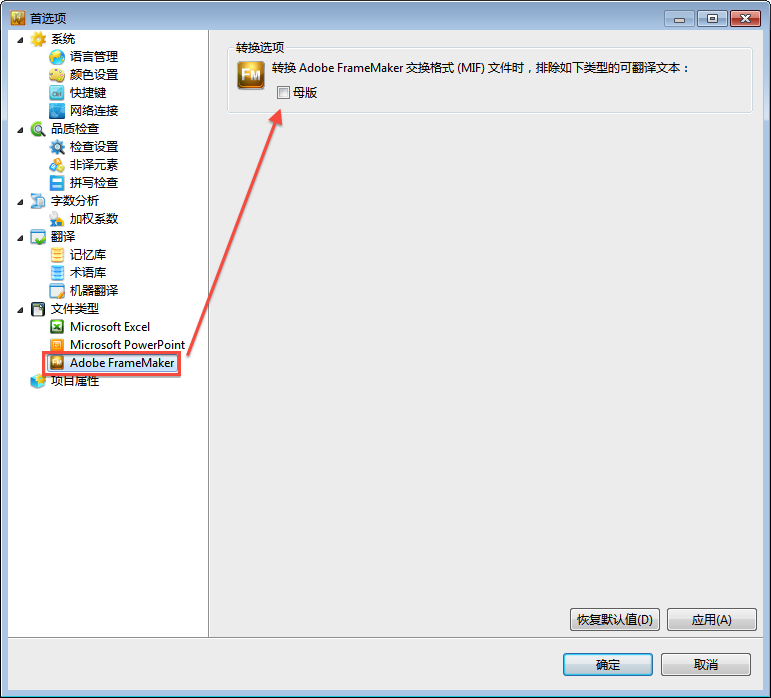 首选项
系统
语言管理
颜色设置
快捷键
网络连接
品质检查
检查设置
非译元素
拼写检查
字数分析
加权系数
翻译
记忆库
术语库
机器翻译
文件类型
Microsoft Excel
Microsoft PowerPoint
Adobe FrameMaker
项目属性
转换选项
FM
转换 Adobe FrameMaker 交换格式 (MIF) 文件时，排除如下类型的可翻译文本：
母版
恢复默认值(D)
应用(A)
确定
取消